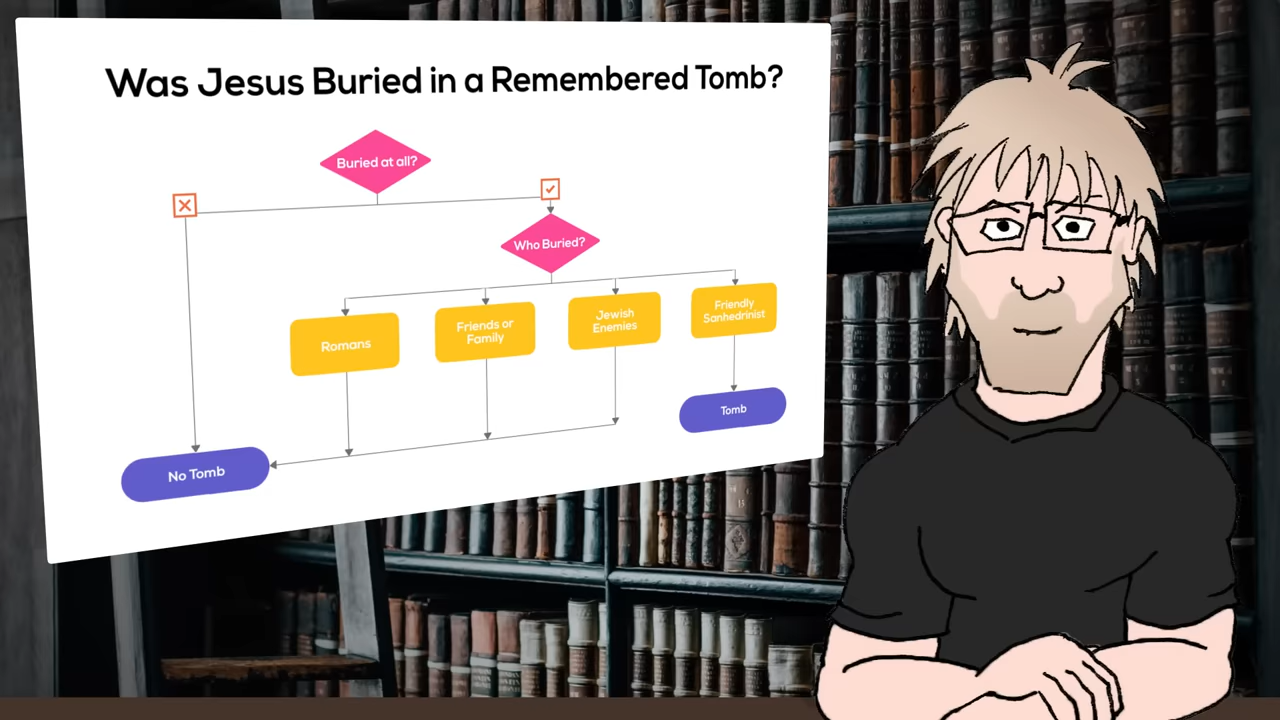 Was Jesus Buried in a Remembered Tomb?
Buried at all?
Who Buried?
Romans
Friends or
Family
Jewish
Enemies
Friendly
Sanhedrinist
Tomb
No Tomb